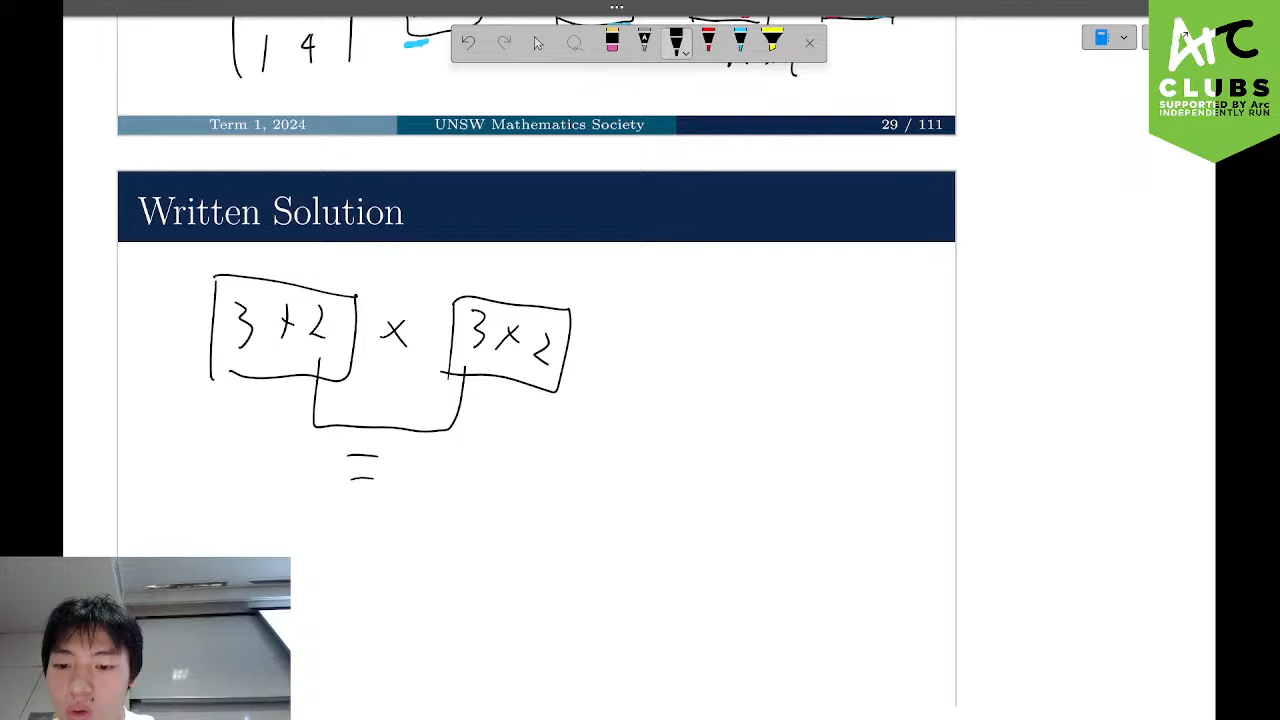 1 4
Term 1, 2024 UNSW Mathematics Society 29 / 111
Arc
CLUBS
SUPPORTED BY Arc
INDEPENDENTLY RUN
Written Solution
3 × 2 × 3 × 2
=